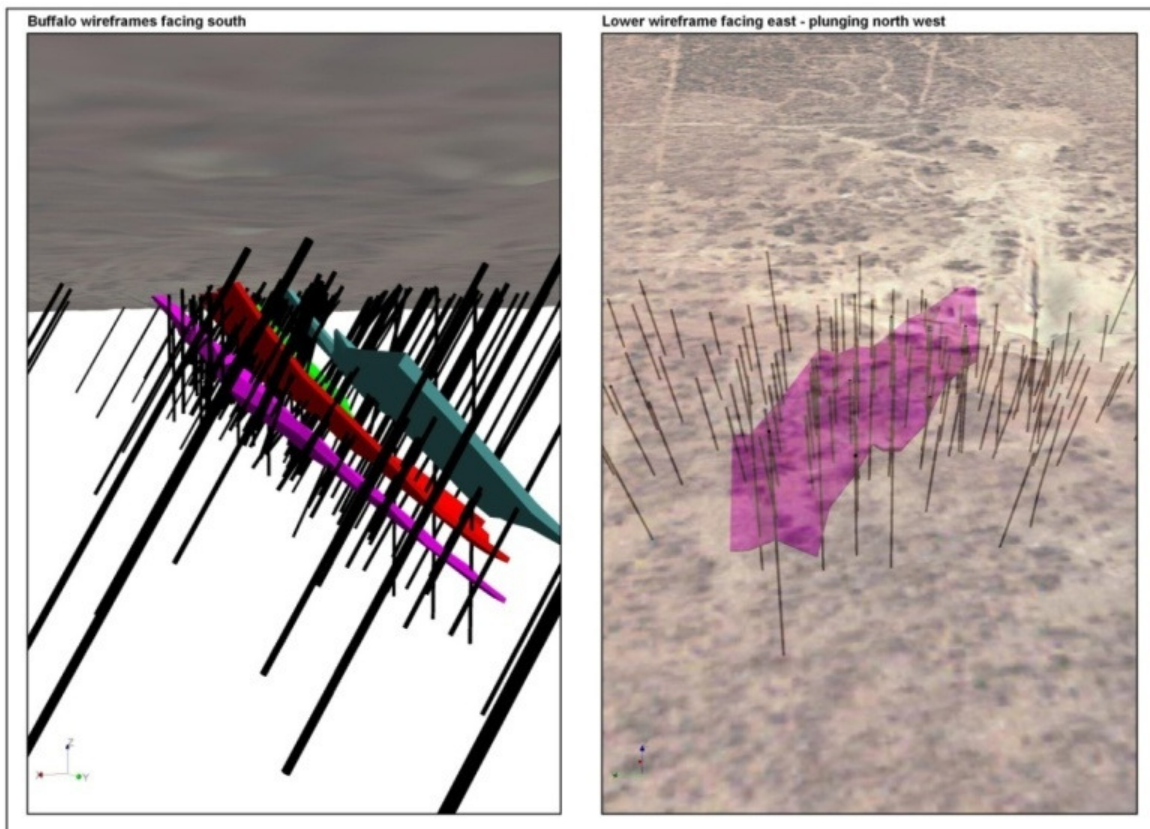 Buffalo wireframes facing south
Lower wireframe facing east - plunging north west
Z
X
Y